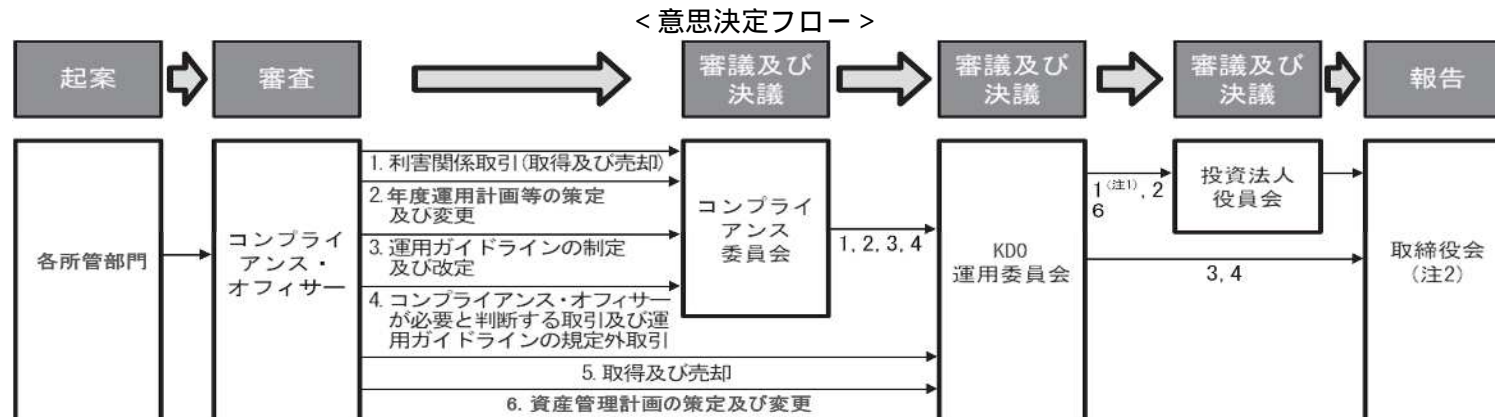 <意思決定フロー>
起案
審査
審議及び
決議
審議及び
決議
審議及び
決議
報告
各所管部門
コンプライ
アンス・
オフィサー
1. 利害関係取引(取得及び売却)
2. 年度運用計画等の策定
及び変更
3. 運用ガイドラインの制定
及び改定
4. コンプライアンス・オフィサー
が必要と判断する取引及び運
用ガイドラインの規定外取引
5. 取得及び売却
6. 資産管理計画の策定及び変更
コンプライ
アンス
委員会
1, 2, 3, 4
KDO
運用委員会
1(注1), 2
6
3, 4
投資法人
役員会
取締役会
(注2)